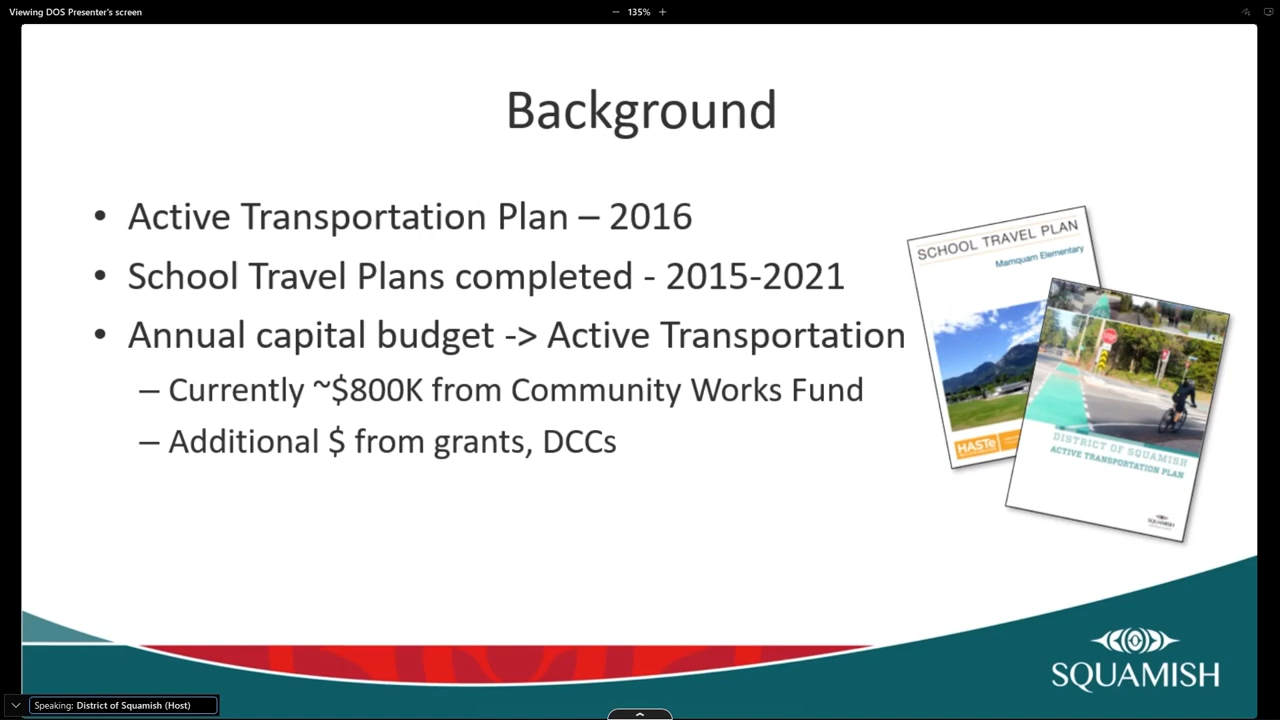 Viewing DOS Presenter's screen
− 135% +
Background
• Active Transportation Plan – 2016
• School Travel Plans completed - 2015-2021
• Annual capital budget -> Active Transportation
– Currently ~$800K from Community Works Fund
– Additional $ from grants, DCCs
SCHOOL TRAVEL PLAN
Mamquam Elementary
HASTe
DISTRICT OF SQUAMISH
ACTIVE TRANSPORTATION PLAN
SQUAMISH
SQUAMISH
Speaking: District of Squamish (Host)